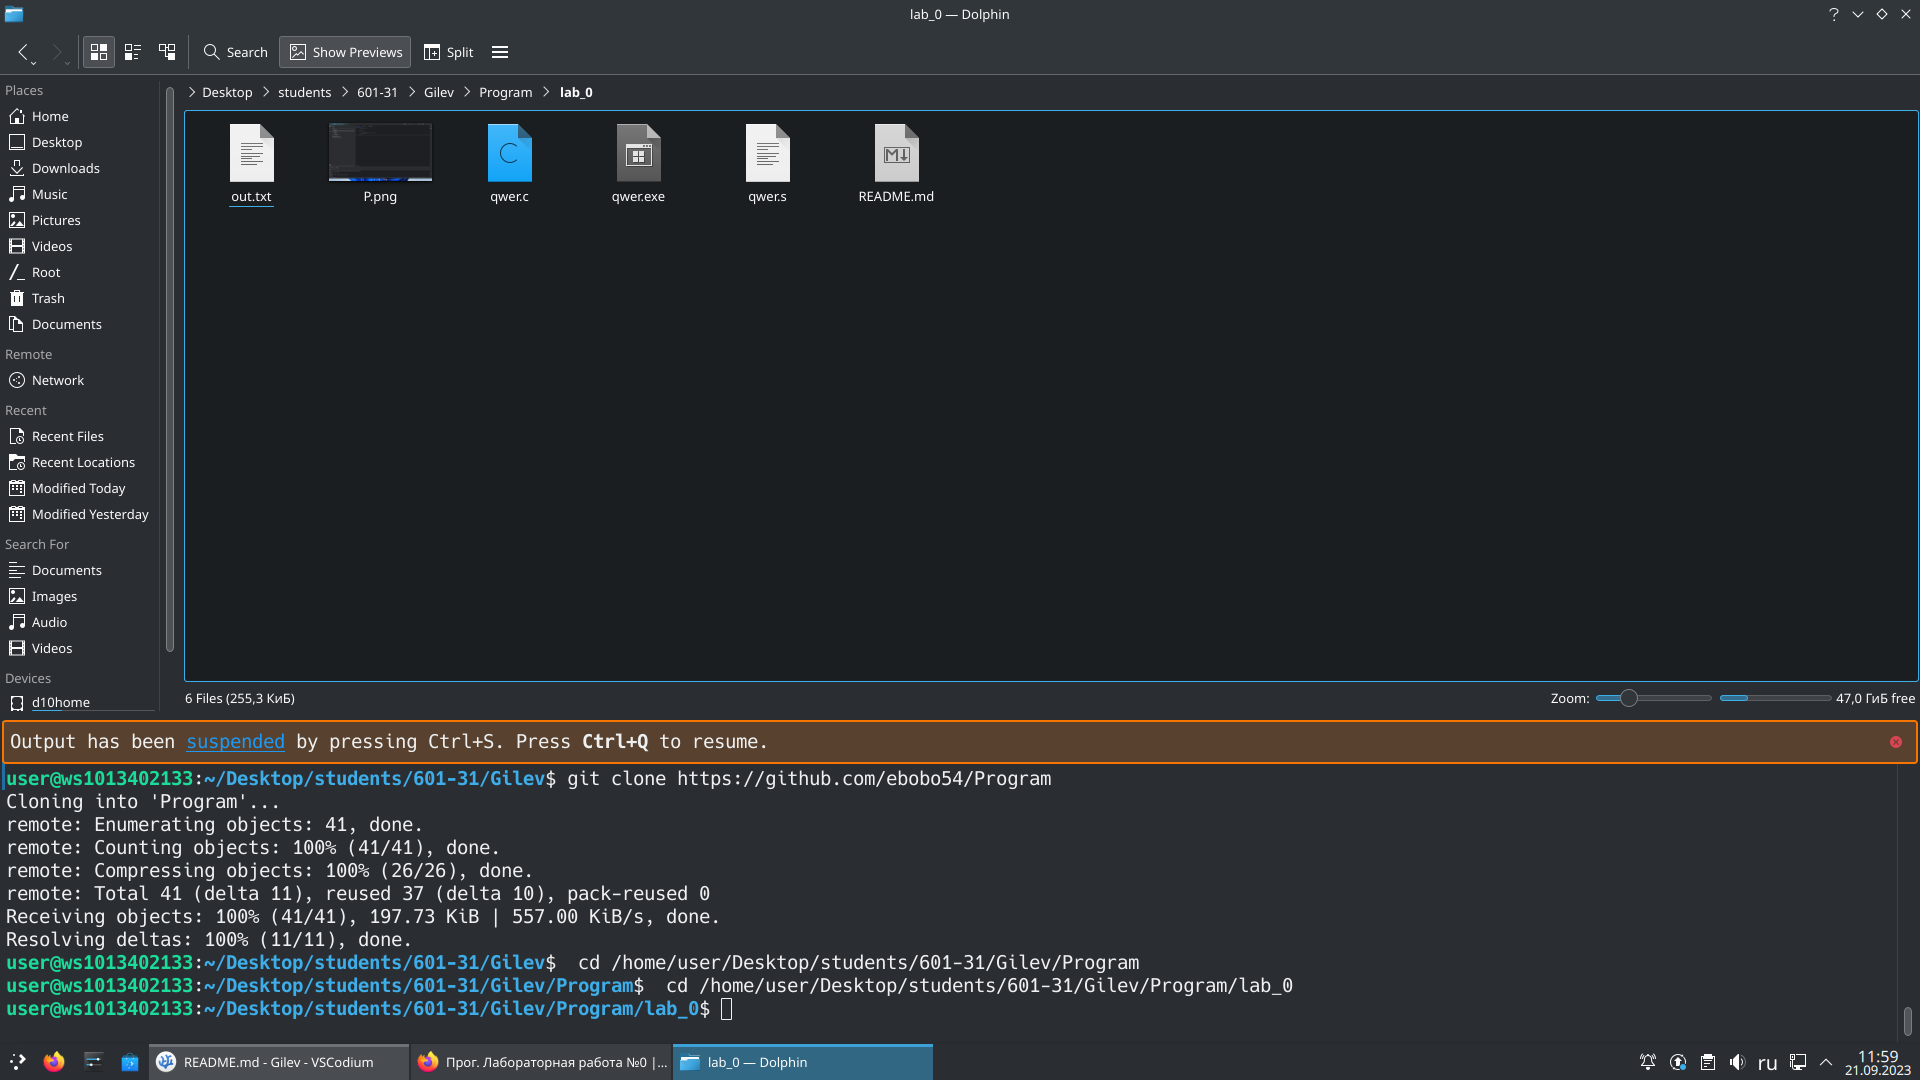 lab_0 — Dolphin
Search
Show Previews
Split
Places
Home
Desktop
Downloads
Music
Pictures
Videos
Root
Trash
Documents
Remote
Network
Recent
Recent Files
Recent Locations
Modified Today
Modified Yesterday
Search For
Documents
Images
Audio
Videos
Devices
d10home
Desktop > students > 601-31 > Gilev > Program > lab_0
out.txt
P.png
C
qwer.c
qwer.exe
qwer.s
M
README.md
6 Files (255,3 КиБ)
Zoom:
47,0 ГиБ free
Output has been suspended by pressing Ctrl+S. Press Ctrl+Q to resume.
user@ws1013402133:~/Desktop/students/601-31/Gilev$ git clone https://github.com/ebobo54/Program
Cloning into 'Program'...
remote: Enumerating objects: 41, done.
remote: Counting objects: 100% (41/41), done.
remote: Compressing objects: 100% (26/26), done.
remote: Total 41 (delta 11), reused 37 (delta 10), pack-reused 0
Receiving objects: 100% (41/41), 197.73 KiB | 557.00 KiB/s, done.
Resolving deltas: 100% (11/11), done.
user@ws1013402133:~/Desktop/students/601-31/Gilev$  cd /home/user/Desktop/students/601-31/Gilev/Program
user@ws1013402133:~/Desktop/students/601-31/Gilev/Program$  cd /home/user/Desktop/students/601-31/Gilev/Program/lab_0
user@ws1013402133:~/Desktop/students/601-31/Gilev/Program/lab_0$
README.md - Gilev - VSCodium
Прог. Лабораторная работа №0 |...
lab_0 — Dolphin
ru
11:59
21.09.2023